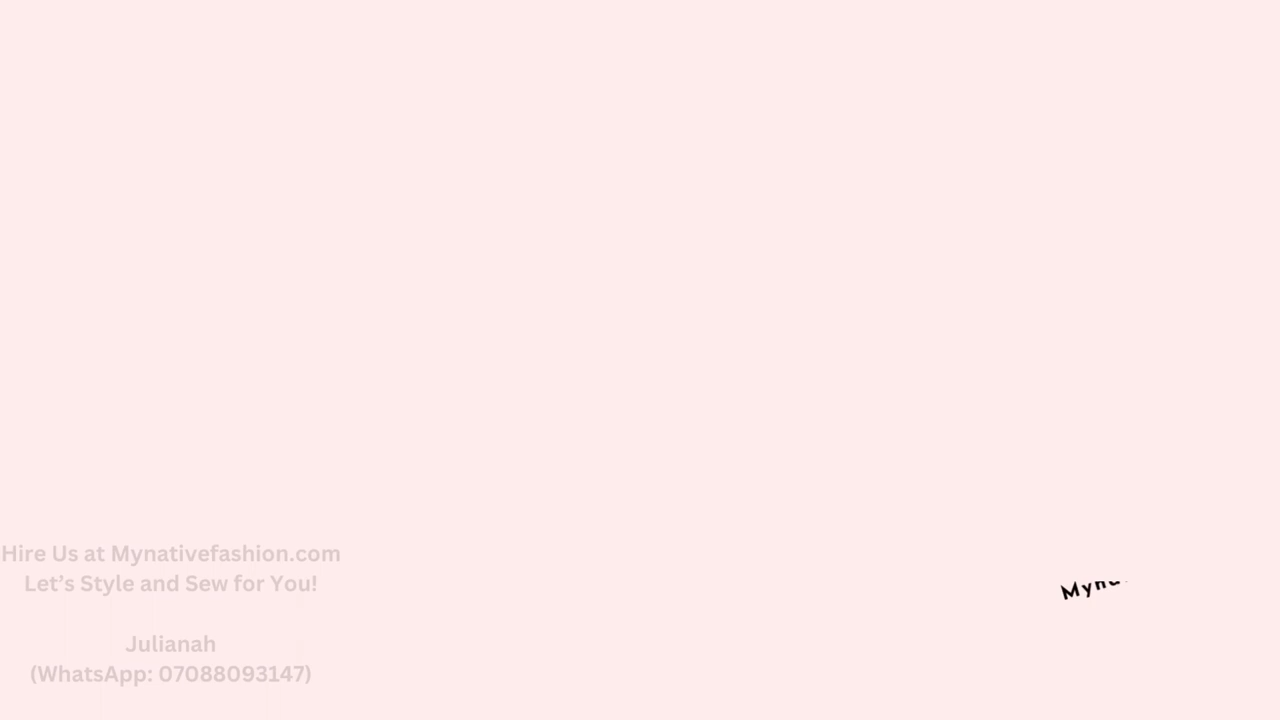 Hire Us at Mynativefashion.com
Let’s Style and Sew for You!
Julianah
(WhatsApp: 07088093147)